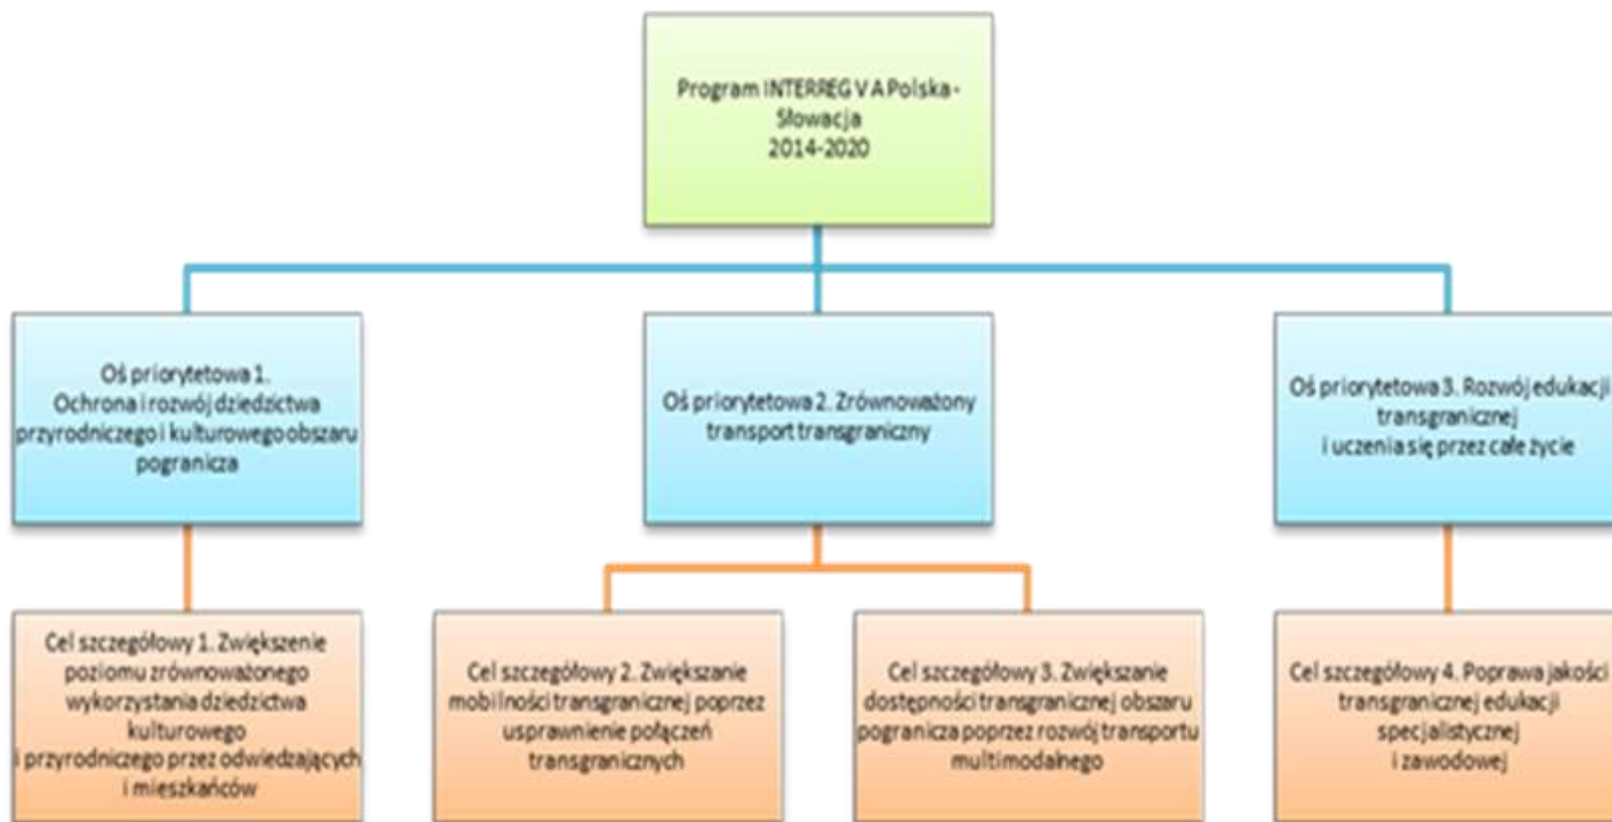 Program INTERREG V A Polska -
Słowacja
2014-2020
Oś priorytetowa 1.
Ochrona i rozwój dziedzictwa
przyrodniczego i kulturowego obszaru
pogranicza
Oś priorytetowa 2. Zrównoważony
transport transgraniczny
Oś priorytetowa 3. Rozwój edukacji
transgranicznej
i uczenia się przez całe życie
Cel szczegółowy 1. Zwiększenie
poziomu zrównoważonego
wykorzystania dziedzictwa
kulturowego
i przyrodniczego przez odwiedzających
i mieszkańców
Cel szczegółowy 2. Zwiększanie
mobilności transgranicznej poprzez
usprawnienie połączeń
transgranicznych
Cel szczegółowy 3. Zwiększanie
dostępności transgranicznej obszaru
pogranicza poprzez rozwój transportu
multimodalnego
Cel szczegółowy 4. Poprawa jakości
transgranicznej edukacji
specjalistycznej
i zawodowej